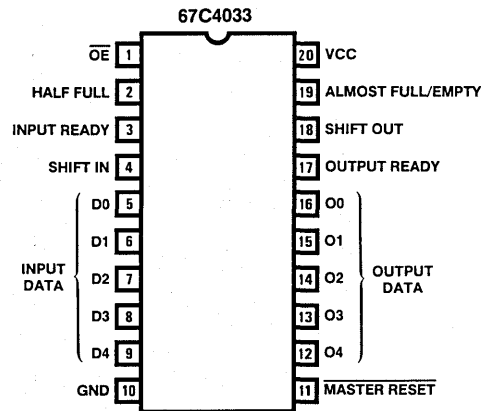 67C4033
OE 1 20 VCC
HALF FULL 2 19 ALMOST FULL/EMPTY
INPUT READY 3 18 SHIFT OUT
SHIFT IN 4 17 OUTPUT READY
D0 5 16 O0
D1 6 15 O1
INPUT DATA D2 7 14 O2 OUTPUT DATA
D3 8 13 O3
D4 9 12 O4
GND 10 11 MASTER RESET